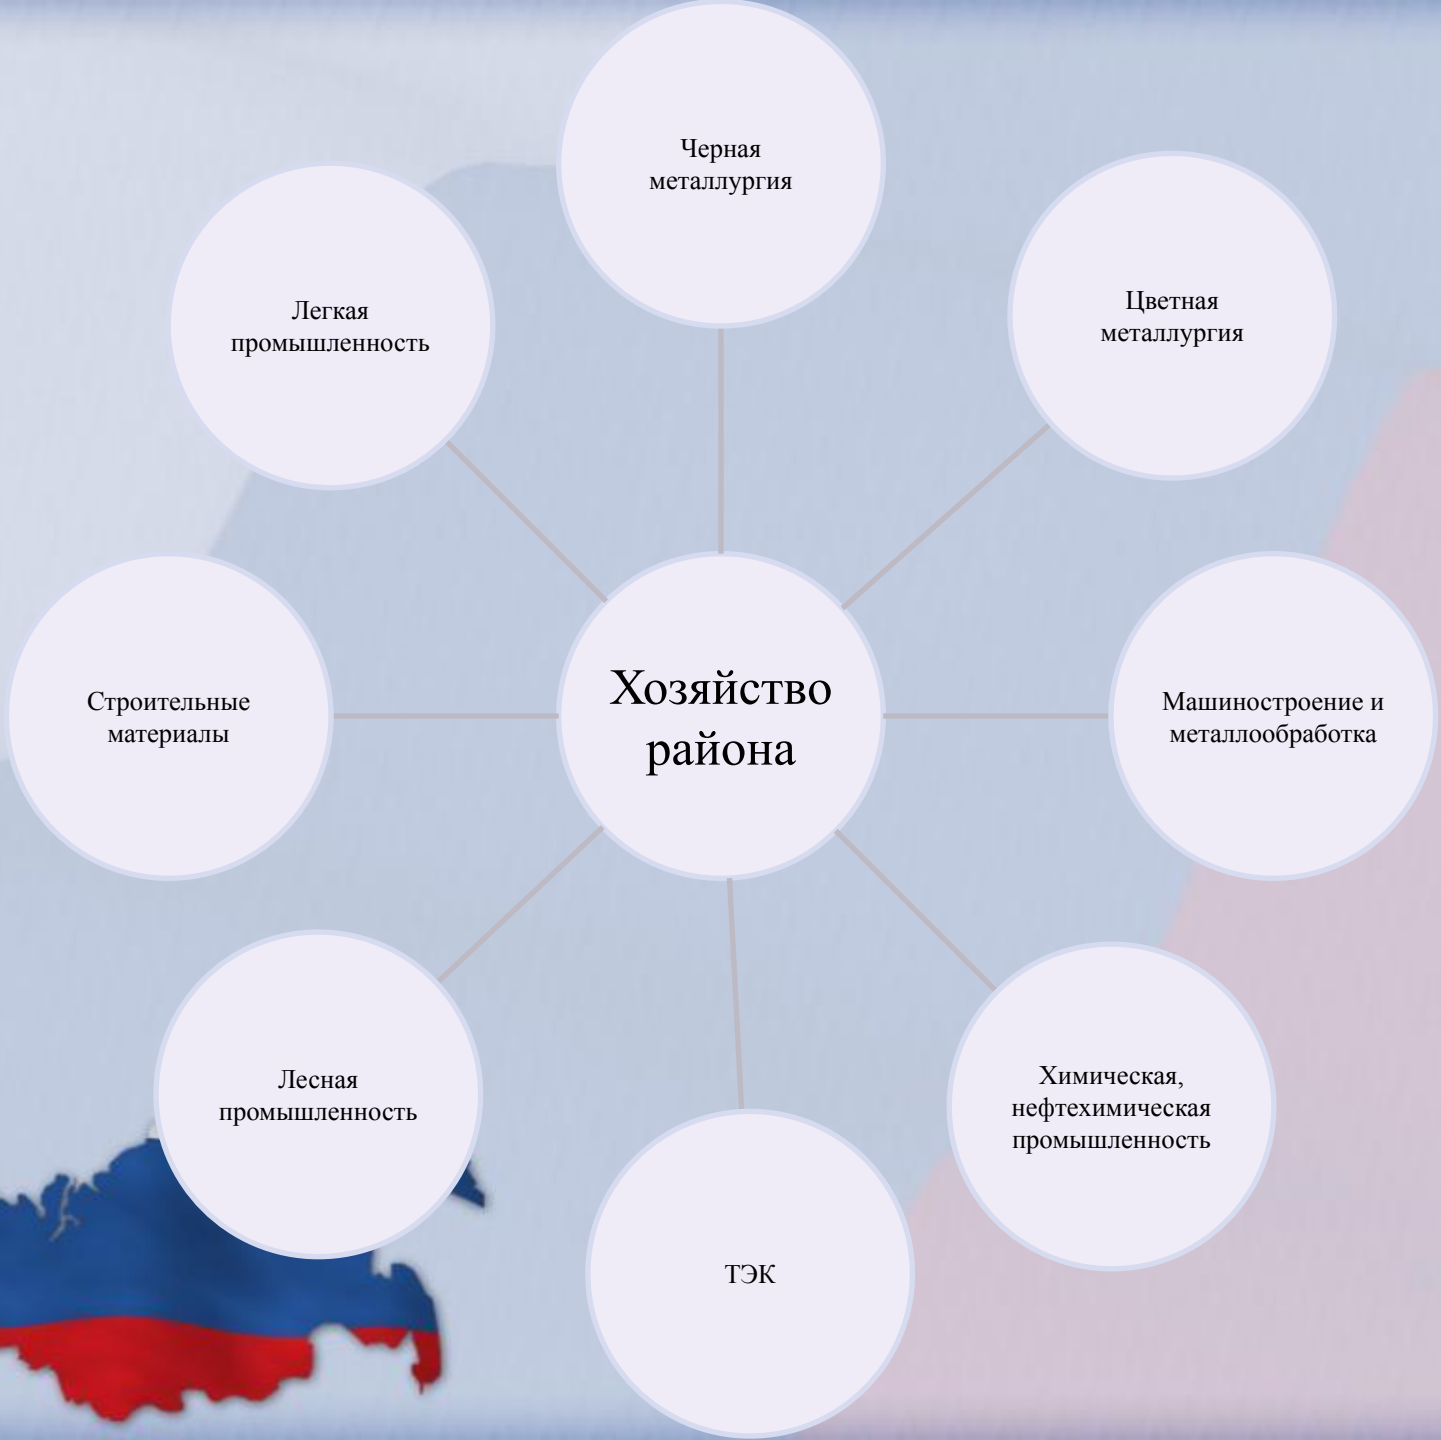 Черная
металлургия
Цветная
металлургия
Машиностроение и
металлообработка
Химическая,
нефтехимическая
промышленность
ТЭК
Лесная
промышленность
Строительные
материалы
Легкая
промышленность
Хозяйство
района